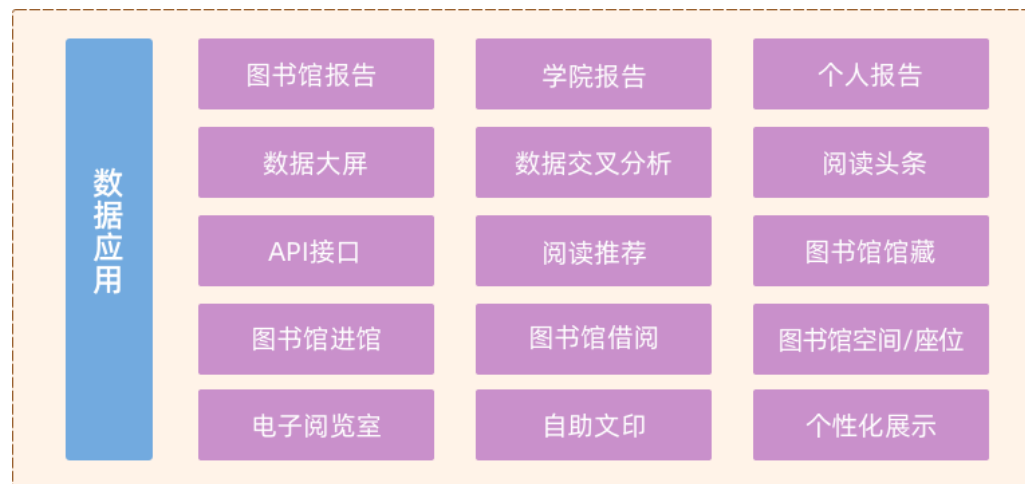 数据应用
图书馆报告
学院报告
个人报告
数据大屏
数据交叉分析
阅读头条
API接口
阅读推荐
图书馆馆藏
图书馆进馆
图书馆借阅
图书馆空间/座位
电子阅览室
自助文印
个性化展示